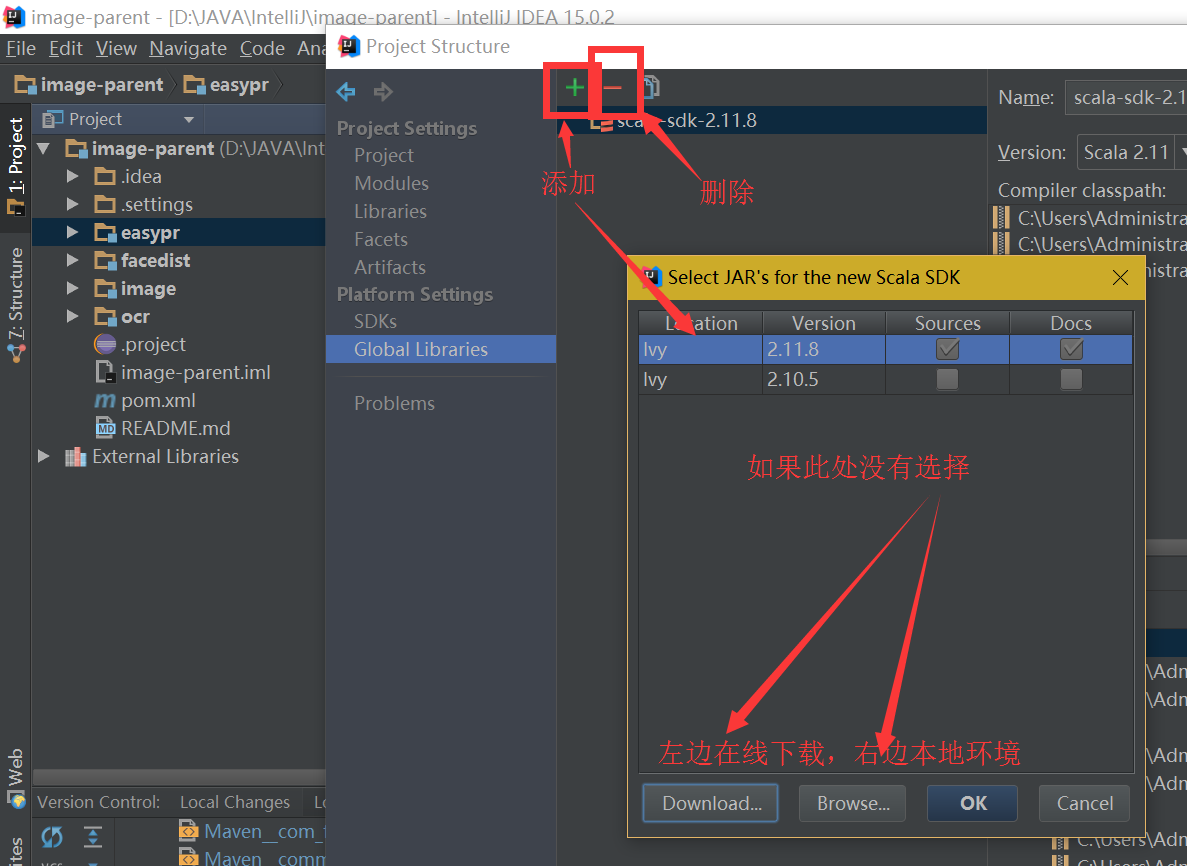 image-parent - [D:\JAVA\IntelliJ\image-parent] - IntelliJ IDEA 15.0.2
File Edit View Navigate Code
Project Structure
image-parent
easypr
1: Project
7: Structure
Web
Project
image-parent (D:\JAVA\Int
.idea
.settings
easypr
facedist
image
ocr
.project
image-parent.iml
pom.xml
README.md
External Libraries
Project Settings
Project
Modules
Libraries
Facets
Artifacts
Platform Settings
SDKs
Global Libraries
Problems
scala-sdk-2.11.8
添加
删除
Name: scala-sdk-2.1
Version: Scala 2.11
Compiler classpath:
C:\Users\Administra
C:\Users\Administra
Select JAR's for the new Scala SDK
Location Version Sources Docs
Ivy 2.11.8
Ivy 2.10.5
如果此处没有选择
左边在线下载，右边本地环境
Download... Browse... OK Cancel
Version Control: Local Changes
Maven__com_
Maven__comm
\Adm
\Adm
\Adm
\Adm
C:\Users\Adm